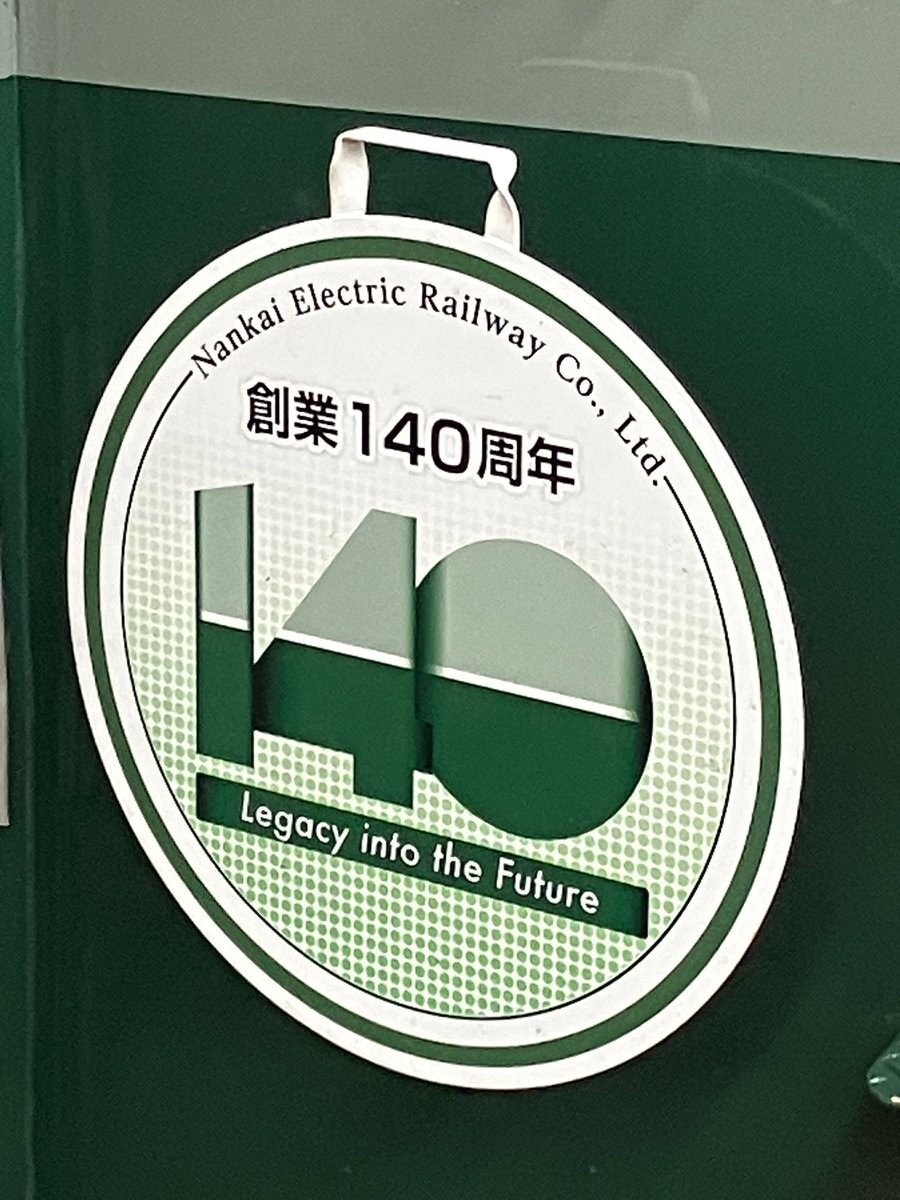 Nankai Electric Railway Co., Ltd.
創業140周年
140
Legacy into the Future